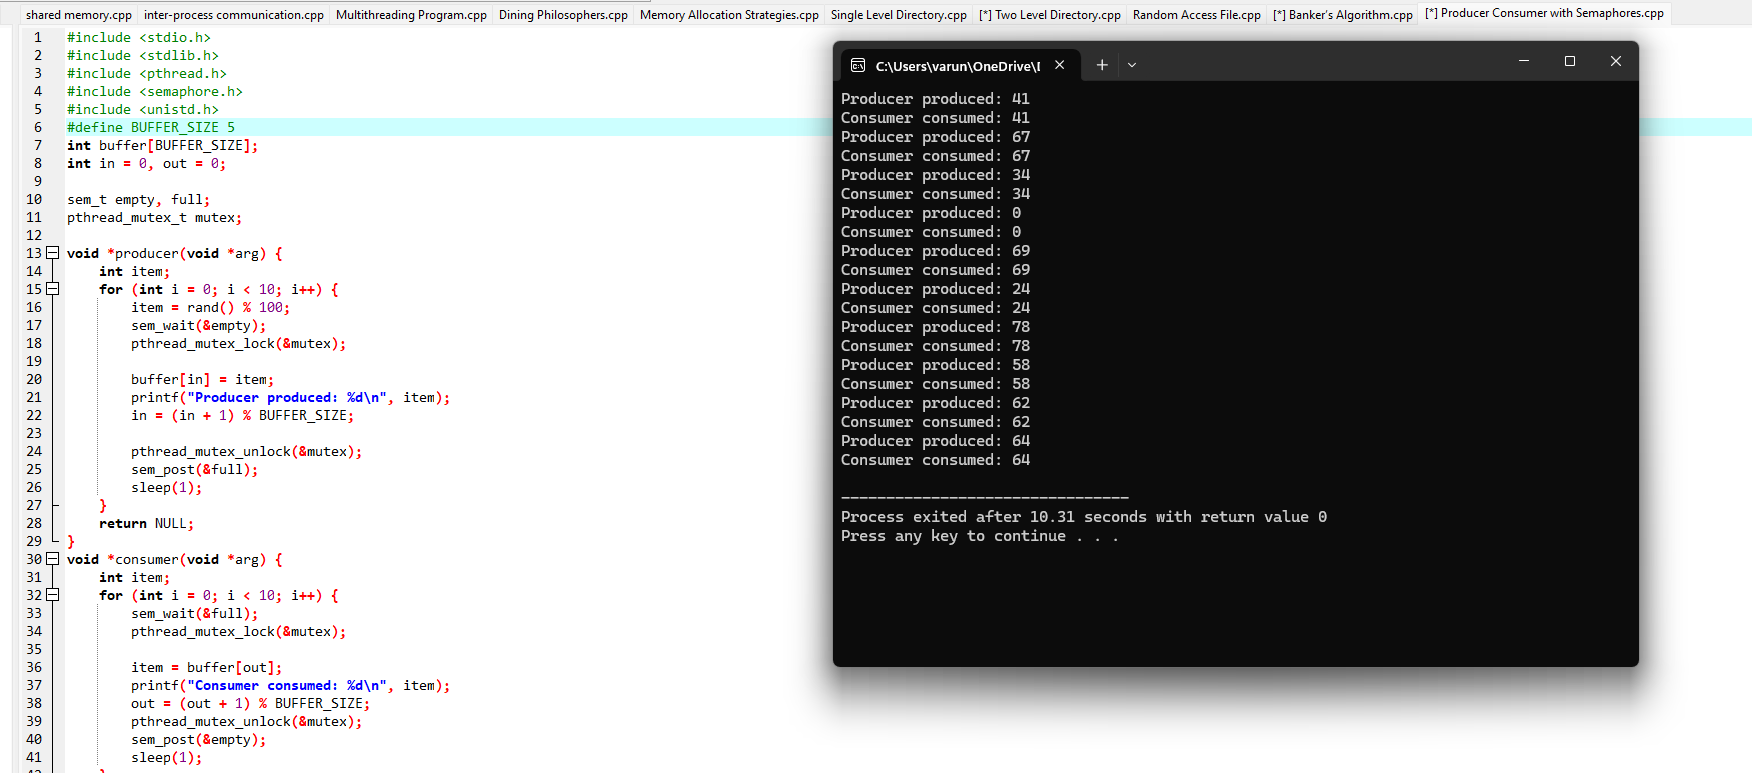 shared memory.cpp inter-process communication.cpp Multithreading Program.cpp Dining Philosophers.cpp Memory Allocation Strategies.cpp Single Level Directory.cpp [*] Two Level Directory.cpp Random Access File.cpp [*] Banker's Algorithm.cpp [*] Producer Consumer with Semaphores.cpp
1 #include <stdio.h>
2 #include <stdlib.h>
3 #include <pthread.h>
4 #include <semaphore.h>
5 #include <unistd.h>
6 #define BUFFER_SIZE 5
7 int buffer[BUFFER_SIZE];
8 int in = 0, out = 0;
9
10 sem_t empty, full;
11 pthread_mutex_t mutex;
12
13 void *producer(void *arg) {
14     int item;
15     for (int i = 0; i < 10; i++) {
16         item = rand() % 100;
17         sem_wait(&empty);
18         pthread_mutex_lock(&mutex);
19
20         buffer[in] = item;
21         printf("Producer produced: %d\n", item);
22         in = (in + 1) % BUFFER_SIZE;
23
24         pthread_mutex_unlock(&mutex);
25         sem_post(&full);
26         sleep(1);
27     }
28     return NULL;
29 }
30 void *consumer(void *arg) {
31     int item;
32     for (int i = 0; i < 10; i++) {
33         sem_wait(&full);
34         pthread_mutex_lock(&mutex);
35
36         item = buffer[out];
37         printf("Consumer consumed: %d\n", item);
38         out = (out + 1) % BUFFER_SIZE;
39         pthread_mutex_unlock(&mutex);
40         sem_post(&empty);
41         sleep(1);
C:\Users\varun\OneDrive\
Producer produced: 41
Consumer consumed: 41
Producer produced: 67
Consumer consumed: 67
Producer produced: 34
Consumer consumed: 34
Producer produced: 0
Consumer consumed: 0
Producer produced: 69
Consumer consumed: 69
Producer produced: 24
Consumer consumed: 24
Producer produced: 78
Consumer consumed: 78
Producer produced: 58
Consumer consumed: 58
Producer produced: 62
Consumer consumed: 62
Producer produced: 64
Consumer consumed: 64
--------------------------------
Process exited after 10.31 seconds with return value 0
Press any key to continue . . .